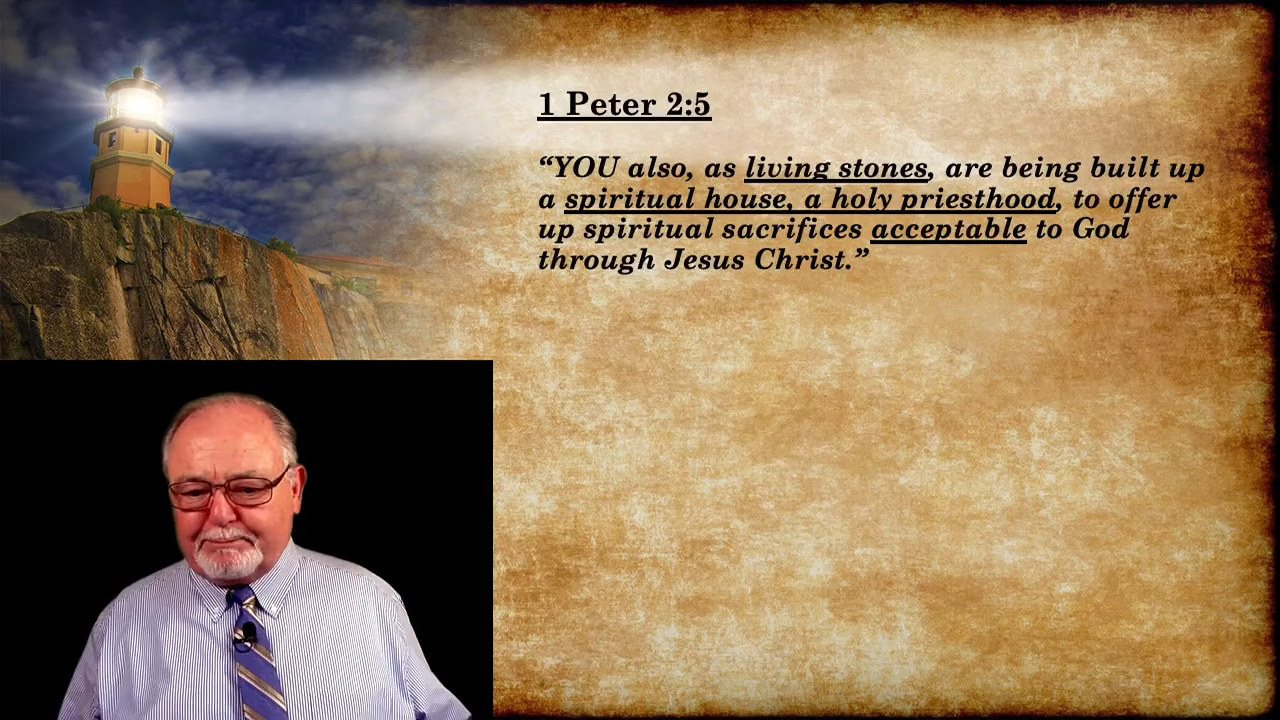 1 Peter 2:5
“YOU also, as living stones, are being built up
a spiritual house, a holy priesthood, to offer
up spiritual sacrifices acceptable to God
through Jesus Christ.”